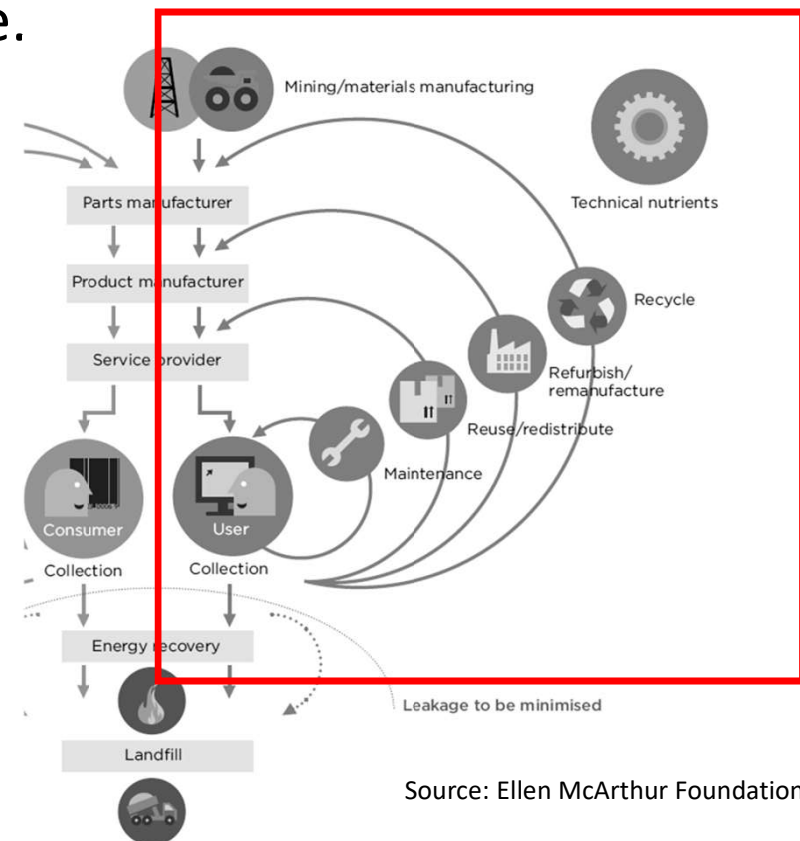 e.
Mining/materials manufacturing
Technical nutrients
Parts manufacturer
Product manufacturer
Recycle
Service provider
Refurbish/
remanufacture
Reuse/redistribute
Maintenance
Consumer
User
Collection
Collection
Energy recovery
Leakage to be minimised
Landfill
Source: Ellen McArthur Foundation